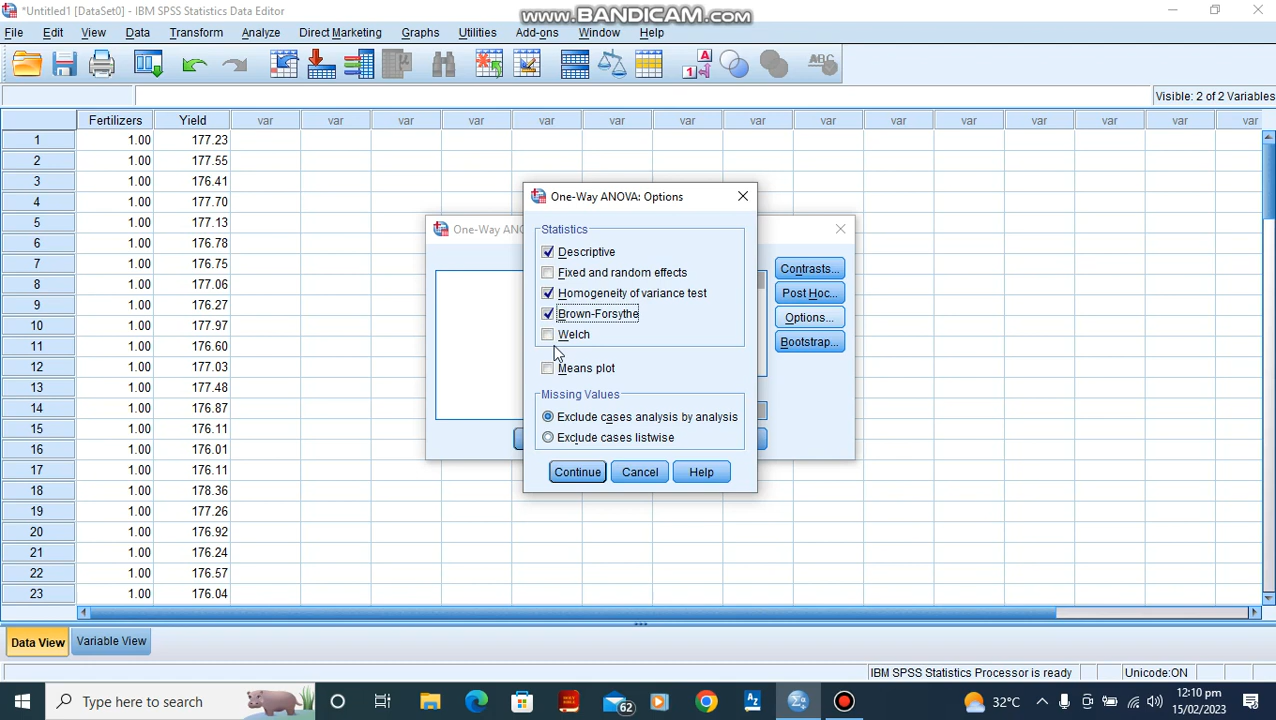 *Untitled1 [DataSet0] - IBM SPSS Statistics Data Editor
www.BANDICAM.com
File Edit View Data Transform Analyze Direct Marketing Graphs Utilities Add-ons Window Help
Visible: 2 of 2 Variables
Fertilizers Yield var var var var var var var var var var var var var var var
1 1.00 177.23
2 1.00 177.55
3 1.00 176.41
4 1.00 177.70
5 1.00 177.13
6 1.00 176.78
7 1.00 176.75
8 1.00 177.06
9 1.00 176.27
10 1.00 177.97
11 1.00 176.60
12 1.00 177.03
13 1.00 177.48
14 1.00 176.87
15 1.00 176.11
16 1.00 176.01
17 1.00 176.11
18 1.00 178.36
19 1.00 177.26
20 1.00 176.92
21 1.00 176.24
22 1.00 176.57
23 1.00 176.04
One-Way ANO
Contrasts...
Post Hoc...
Options...
Bootstrap...
One-Way ANOVA: Options
Statistics
Descriptive
Fixed and random effects
Homogeneity of variance test
Brown-Forsythe
Welch
Means plot
Missing Values
Exclude cases analysis by analysis
Exclude cases listwise
Continue Cancel Help
Data View Variable View
IBM SPSS Statistics Processor is ready Unicode:ON
Type here to search
62
32°C
12:10 pm
15/02/2023